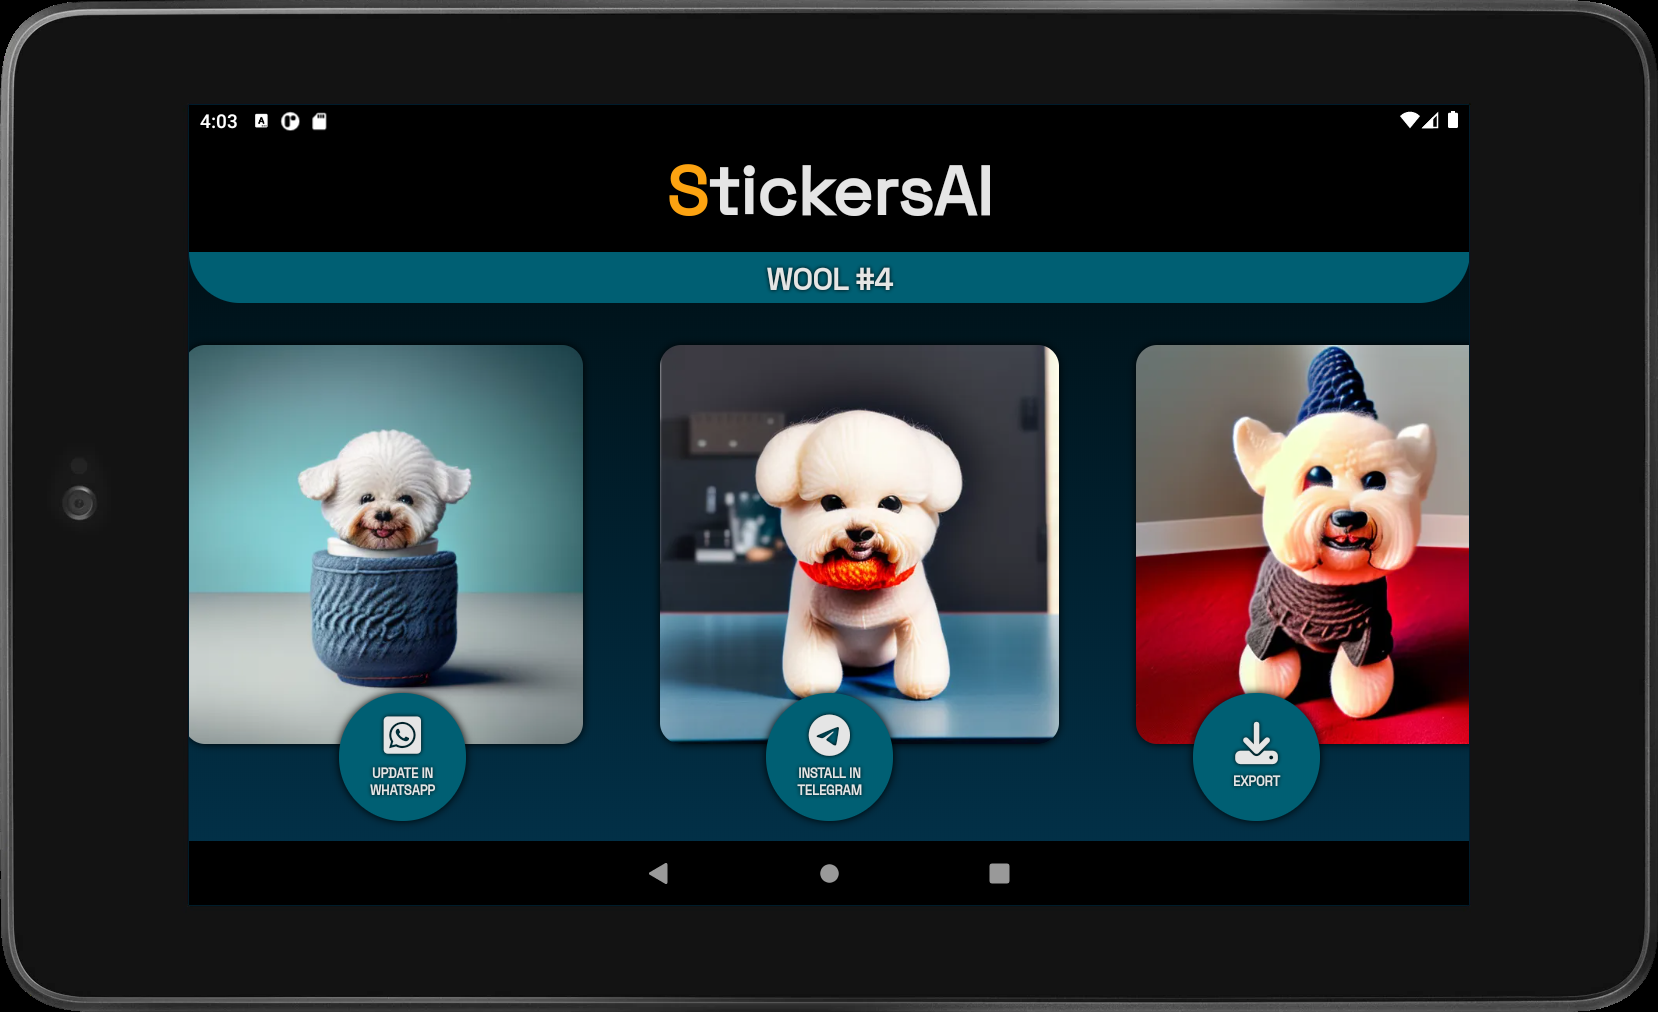 4:03
StickersAI
WOOL #4
UPDATE IN
WHATSAPP
INSTALL IN
TELEGRAM
EXPORT